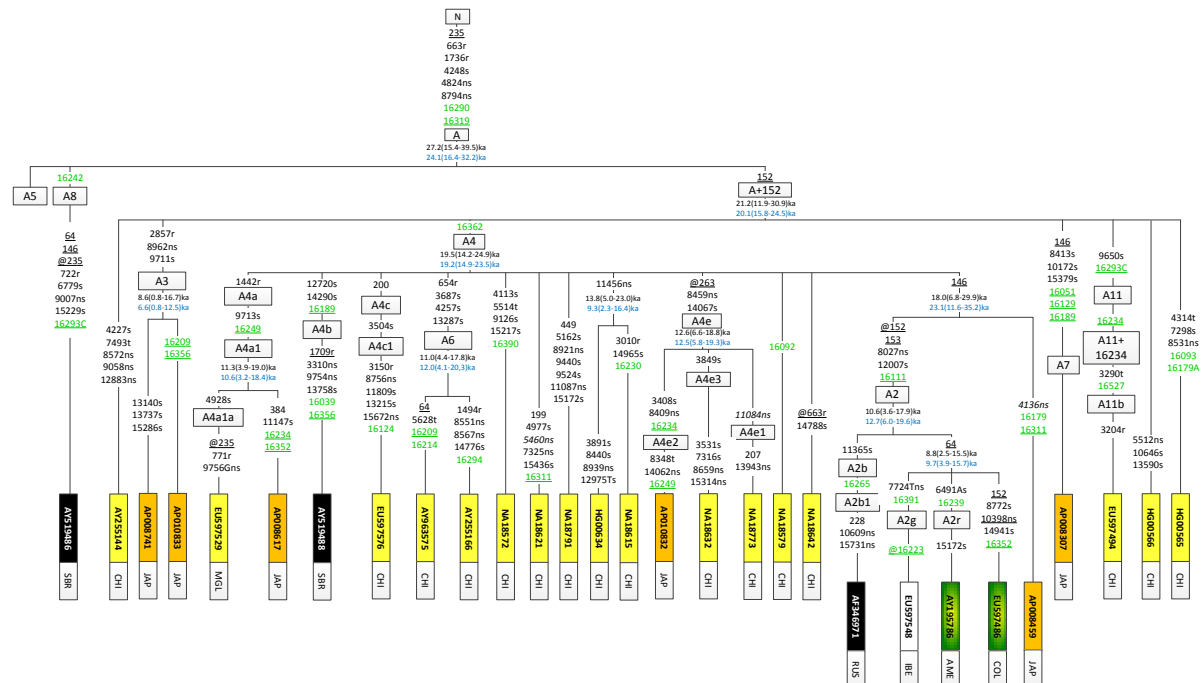 N
235
663r
1736r
4248s
4824ns
8794ns
16290
16319
A
27.2(15.4-39.5)ka
24.1(16.4-32.2)ka
A5
16242
A8
64
146
@235
722r
6779s
9007ns
15229s
16293C
AY519486
SBR
152
A+152
21.2(11.9-30.9)ka
20.1(15.8-24.5)ka
4227s
7493t
8572ns
9058ns
12883ns
AY255144
CHI
2857r
8962ns
9711s
A3
8.6(0.8-16.7)ka
6.6(0.8-12.5)ka
13140s
13737s
15286s
AP008741
JAP
16209
16356
AP010833
JAP
16362
A4
19.5(14.2-24.9)ka
19.2(14.9-23.5)ka
1442r
A4a
9713s
16249
A4a1
11.3(3.9-19.0)ka
10.6(3.2-18.4)ka
4928s
A4a1a
@235
771r
9756Gns
EU597529
MGL
384
11147s
16234
16352
AP008617
JAP
12720s
14290s
16189
A4b
1709r
3310ns
9754ns
13758s
16039
16356
AY519488
SBR
200
A4c
3504s
A4c1
3150r
8756ns
11809s
13215s
15672ns
16124
EU597576
CHI
654r
3687s
4257s
13287s
A6
11.0(4.4-17.8)ka
12.0(4.1-20,3)ka
64
5628t
16209
16214
AY963575
CHI
1494r
8551ns
8567ns
14776s
16294
AY255166
CHI
4113s
5514t
9126s
15217s
16390
NA18572
CHI
199
4977s
5460ns
7325ns
15436s
16311
NA18621
CHI
449
5162s
8921ns
9440s
9524s
11087ns
15172s
NA18791
CHI
11456ns
13.8(5.0-23.0)ka
9.3(2.3-16.4)ka
3891s
8440s
8939ns
12975Ts
HG00634
CHI
3010r
14965s
16230
NA18615
CHI
@263
8459ns
14067s
A4e
12.6(6.6-18.8)ka
12.5(5.8-19.3)ka
3408s
8409ns
16234
A4e2
8348t
14062ns
16249
AP010832
JAP
3849s
A4e3
3531s
7316s
8659ns
15314ns
NA18632
CHI
11084ns
A4e1
207
13943ns
NA18773
CHI
16092
NA18579
CHI
@663r
14788s
NA18642
CHI
146
18.0(6.8-29.9)ka
23.1(11.6-35.2)ka
@152
153
8027ns
12007s
16111
A2
10.6(3.6-17.9)ka
12.7(6.0-19.6)ka
11365s
A2b
16265
A2b1
228
10609ns
15731ns
AF346971
RUS
64
8.8(2.5-15.5)ka
9.7(3.9-15.7)ka
7724Tns
16391
A2g
@16223
EU597548
IBE
6491As
16239
A2r
15172s
AY195786
AME
152
8772s
10398ns
14941s
16352
EU597486
COL
4136ns
16179
16311
AP008459
JAP
146
8413s
10172s
15379s
16051
16129
16189
A7
AP008307
JAP
9650s
16293C
A11
16234
A11+
16234
3290t
16527
A11b
3204r
EU597494
CHI
5512ns
10646s
13590s
HG00566
CHI
4314t
7298s
8531ns
16093
16179A
HG00565
CHI